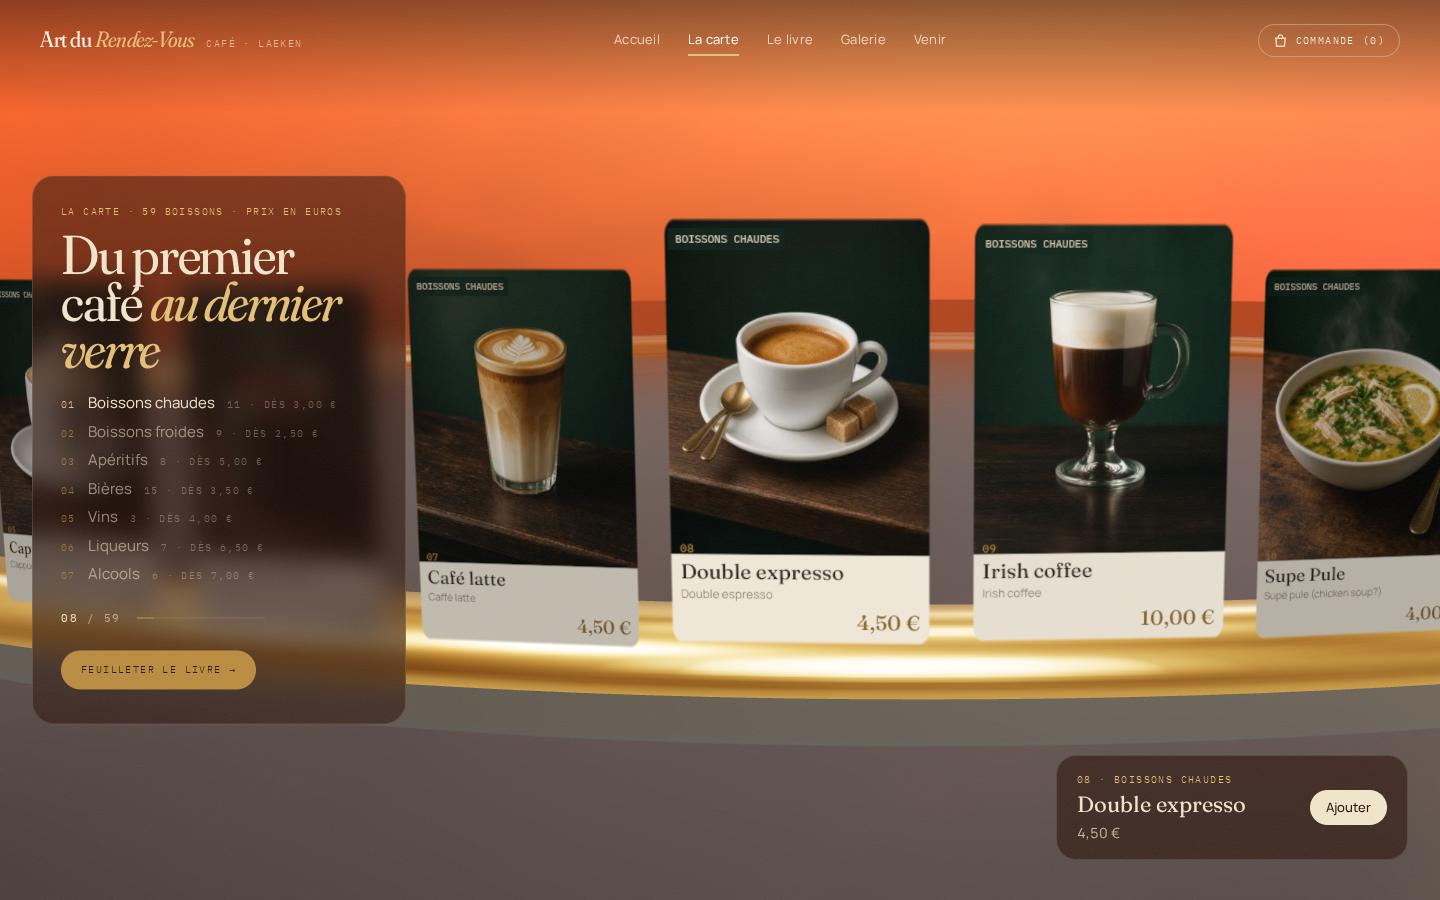 Art du Rendez-Vous CAFÉ · LAEKEN
Accueil
La carte
Le livre
Galerie
Venir
COMMANDE (0)
LA CARTE · 59 BOISSONS · PRIX EN EUROS
Du premier
café au dernier
verre
01 Boissons chaudes 11 · DÈS 3,00 €
02 Boissons froides 9 · DÈS 2,50 €
03 Apéritifs 8 · DÈS 5,00 €
04 Bières 15 · DÈS 3,50 €
05 Vins 3 · DÈS 4,00 €
06 Liqueurs 7 · DÈS 6,50 €
07 Alcools 6 · DÈS 7,00 €
08 / 59
FEUILLETER LE LIVRE →
BOISSONS CHAUDES
07
Café latte
Caffè latte
4,50 €
BOISSONS CHAUDES
08
Double expresso
Double espresso
4,50 €
BOISSONS CHAUDES
09
Irish coffee
Irish coffee
10,00 €
BOISSONS CHAUDES
10
Supe Pule
Supë pule (chicken soup?)
4,00
08 · BOISSONS CHAUDES
Double expresso
4,50 €
Ajouter